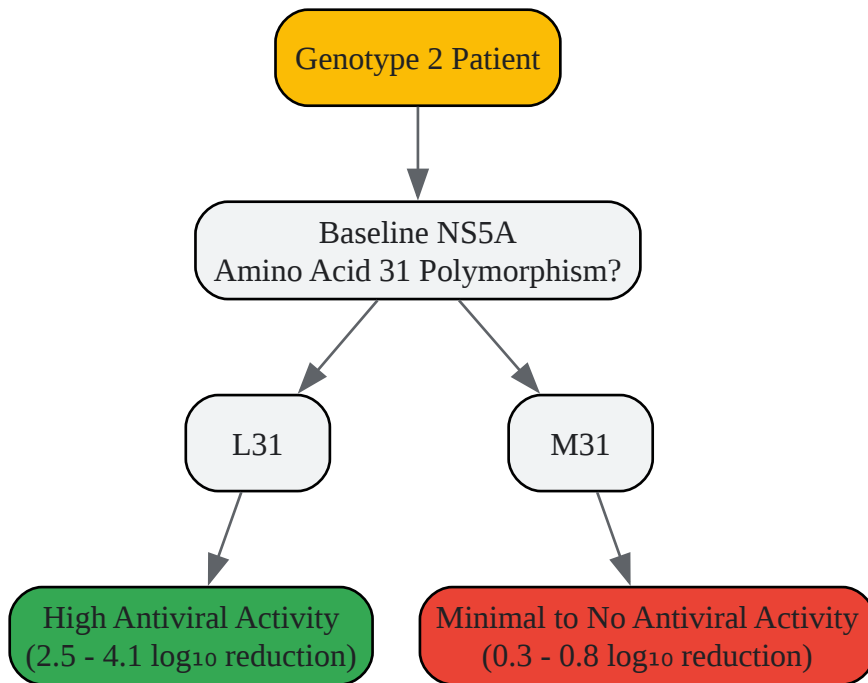 Genotype 2 Patient
Baseline NS5A
Amino Acid 31 Polymorphism?
L31
M31
High Antiviral Activity
(2.5 - 4.1 log₁₀ reduction)
Minimal to No Antiviral Activity
(0.3 - 0.8 log₁₀ reduction)